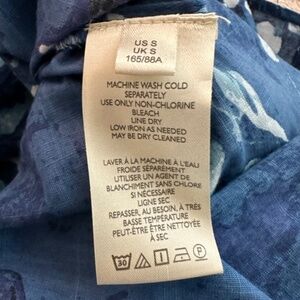 US S
UK S
165/88A
MACHINE WASH COLD
SEPARATELY
USE ONLY NON-CHLORINE
BLEACH
LINE DRY
LOW IRON AS NEEDED
MAY BE DRY CLEANED
LAVER À LA MACHINE À L'EAU
FROIDE SÉPARÉMENT
UTILISER UN AGENT DE
BLANCHIMENT SANS CHLORE
SI NÉCESSAIRE
LIGNE SEC
REPASSER, AU BESOIN, À TRÈS
BASSE TEMPÉRATURE
PEUT-ÊTRE ÊTRE NETTOYÉE
À SEC
30
P